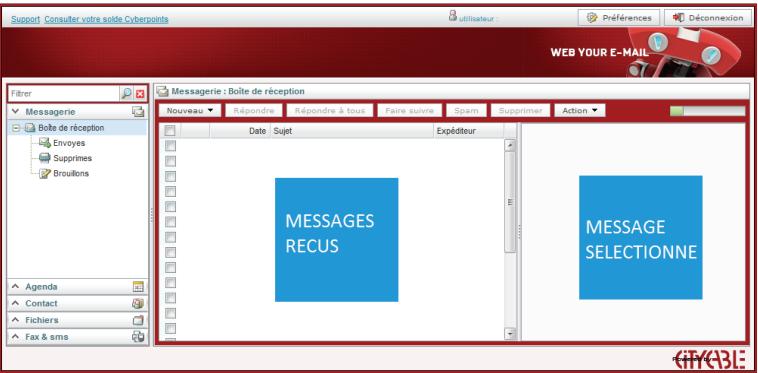 Support Consulter votre solde Cyberpoints
utilisateur :
Préférences
Déconnexion
WEB YOUR E-MAIL
Filtrer
Messagerie
Boîte de réception
Envoyes
Supprimes
Brouillons
Agenda
Contact
Fichiers
Fax & sms
Messagerie : Boîte de réception
Nouveau Répondre Répondre à tous Faire suivre Spam Supprimer Action
Date Sujet Expéditeur
MESSAGES
RECUS
MESSAGE
SELECTIONNE
Powered by
CITYCABLE